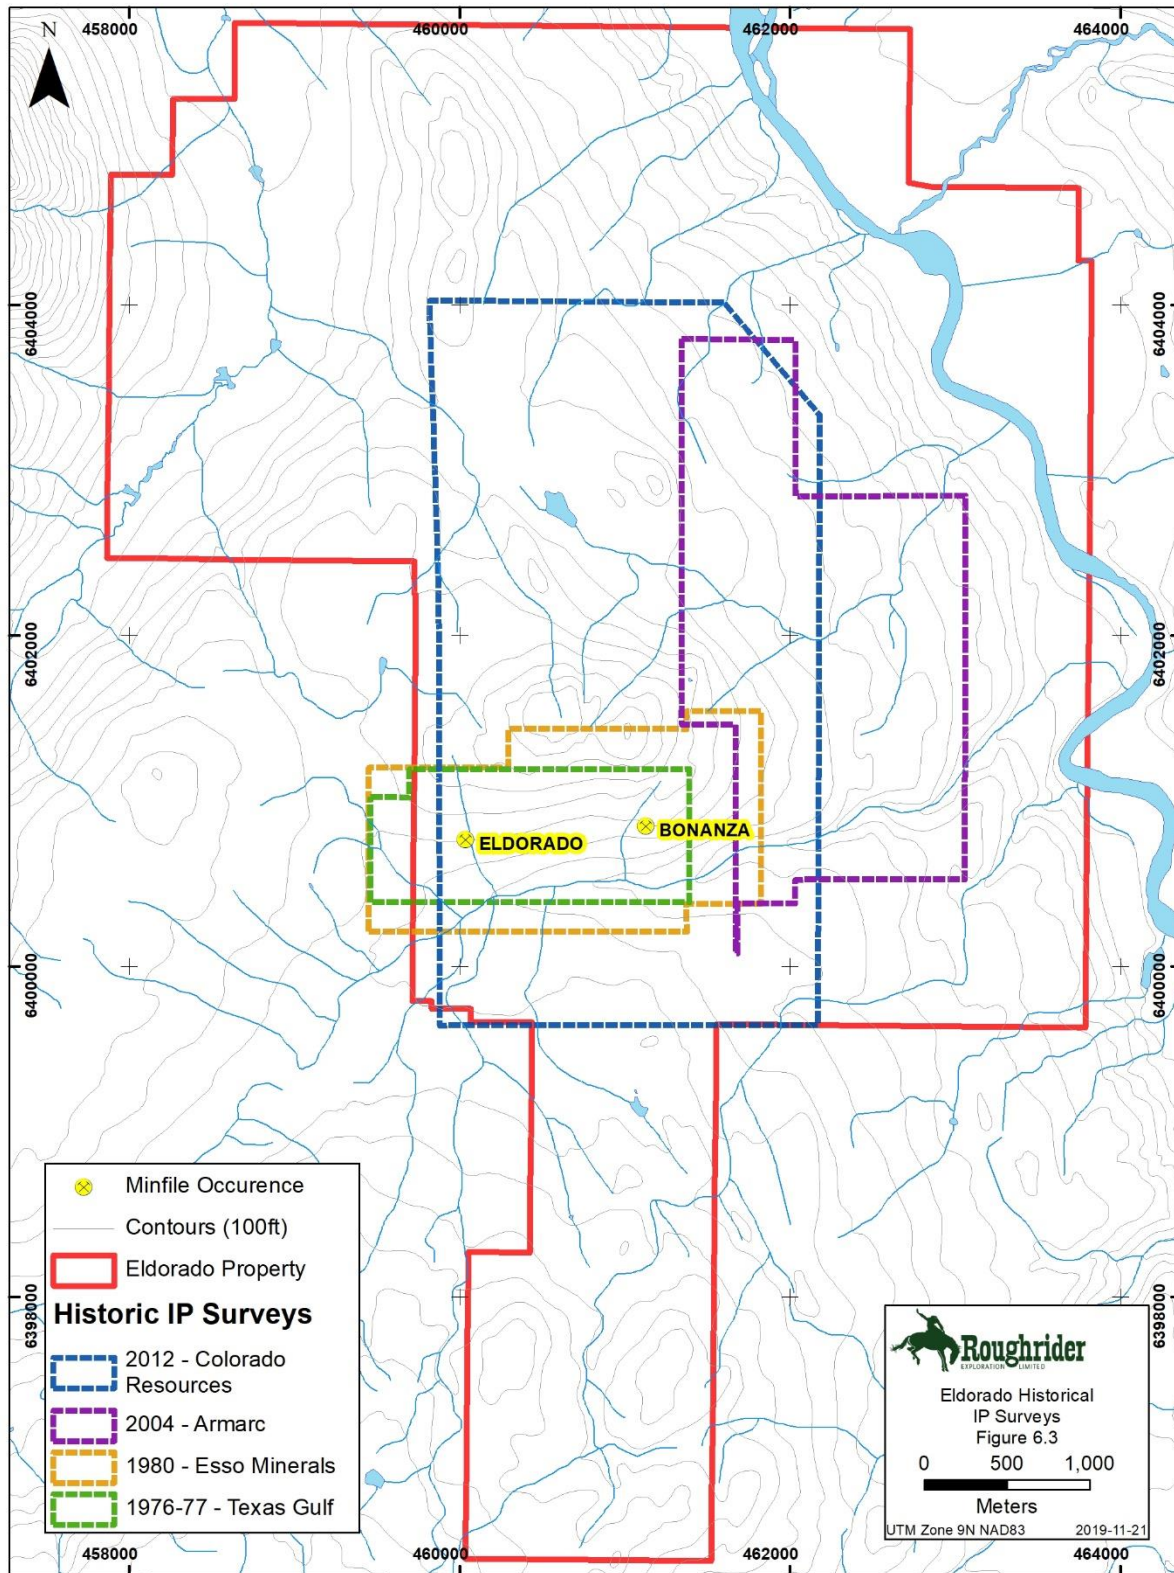 458000
460000
462000
464000
N
6404000
6404000
6402000
6402000
ELDORADO
BONANZA
6400000
6400000
6398000
6398000
Minfile Occurence
Contours (100ft)
Eldorado Property
Historic IP Surveys
2012 - Colorado
Resources
2004 - Armarc
1980 - Esso Minerals
1976-77 - Texas Gulf
Roughrider
EXPLORATION LIMITED
Eldorado Historical
IP Surveys
Figure 6.3
0 500 1,000
Meters
UTM Zone 9N NAD83 2019-11-21
458000
460000
462000
464000